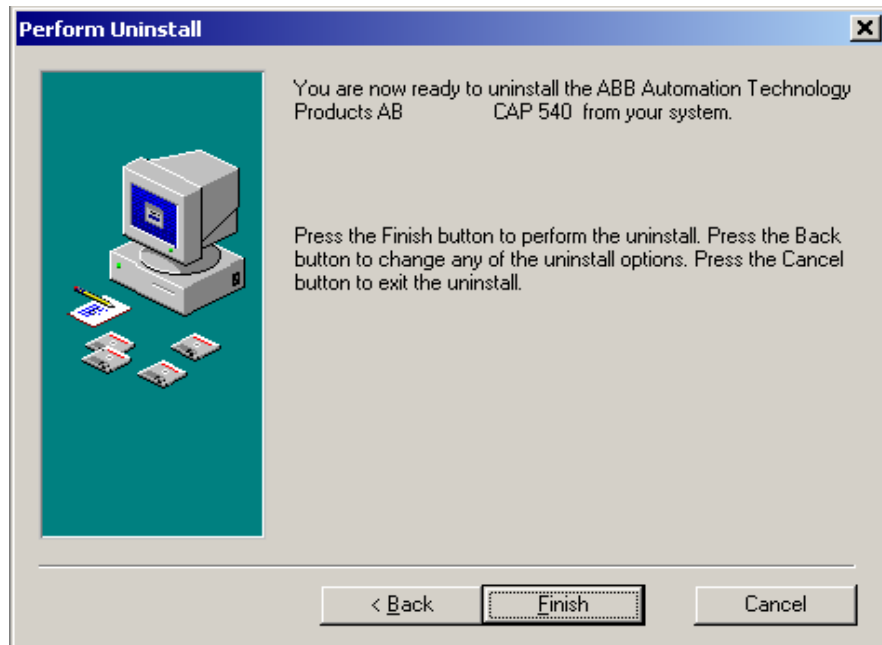 Perform Uninstall
You are now ready to uninstall the ABB Automation Technology
Products AB CAP 540 from your system.
Press the Finish button to perform the uninstall. Press the Back
button to change any of the uninstall options. Press the Cancel
button to exit the uninstall.
< Back Finish Cancel